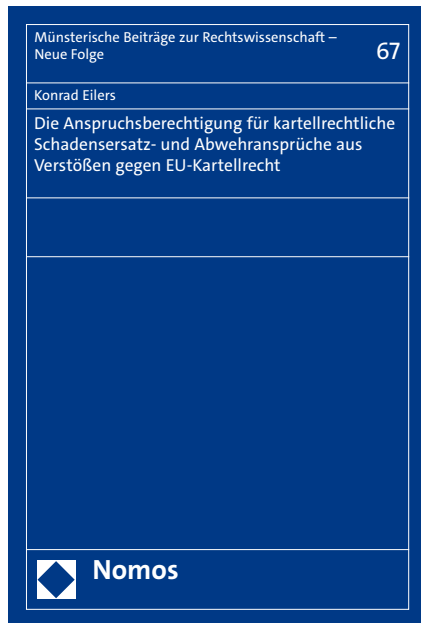 Münsterische Beiträge zur Rechtswissenschaft –
Neue Folge
67
Konrad Eilers
Die Anspruchsberechtigung für kartellrechtliche
Schadensersatz- und Abwehransprüche aus
Verstößen gegen EU-Kartellrecht
Nomos